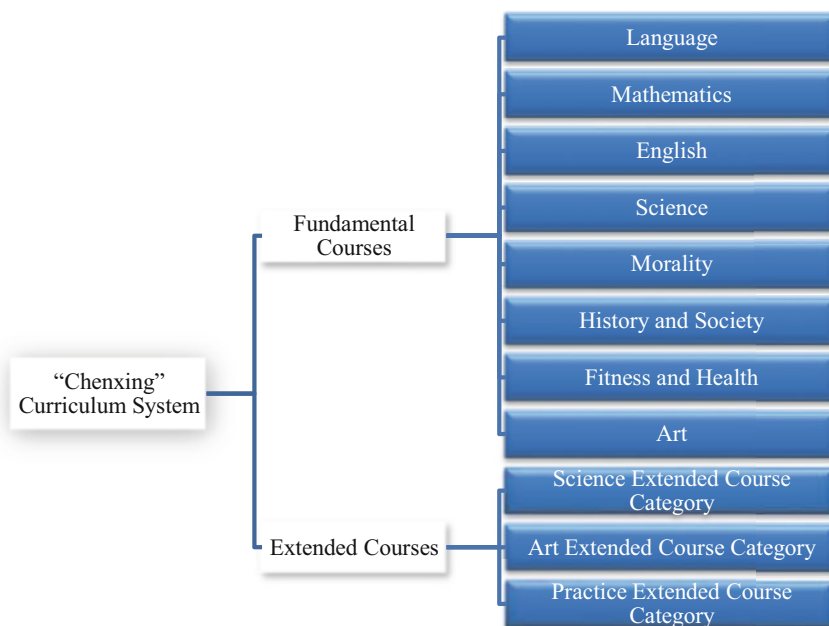 Language
Mathematics
English
Science
Fundamental
Courses
Morality
History and Society
“Chenxing”
Curriculum System
Fitness and Health
Art
Science Extended Course
Category
Extended Courses
Art Extended Course Category
Practice Extended Course
Category